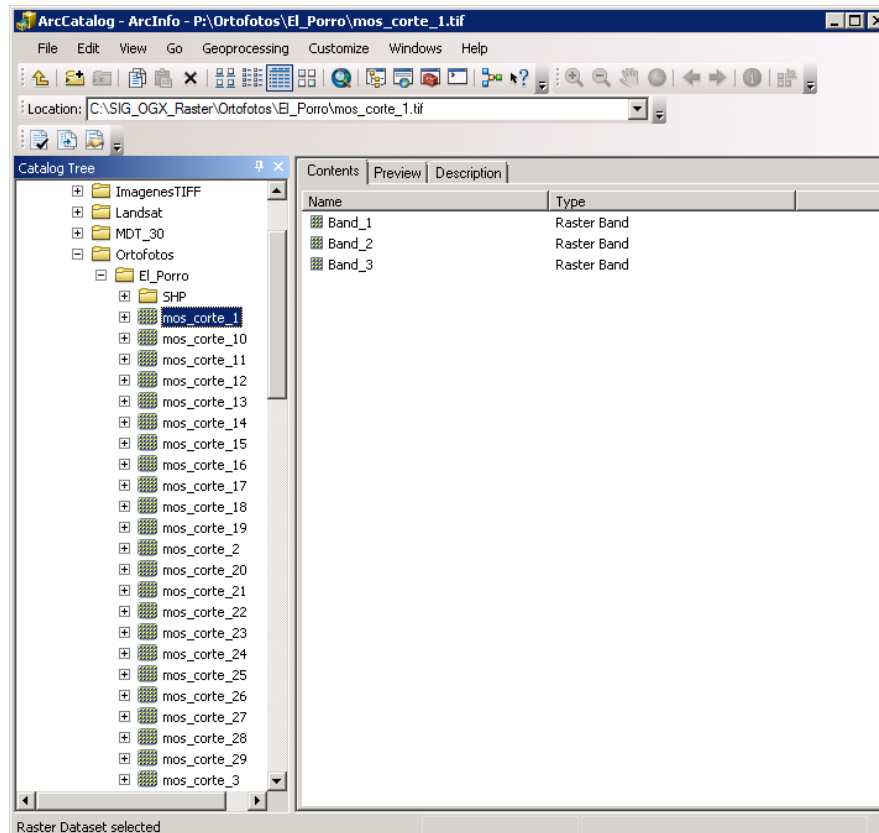 ArcCatalog - ArcInfo - P:\Ortofotos\El_Porro\mos_corte_1.tif
File Edit View Go Geoprocessing Customize Windows Help
Location: C:\SIG_OGX_Raster\Ortofotos\El_Porro\mos_corte_1.tif
Catalog Tree
ImagenesTIFF
Landsat
MDT_30
Ortofotos
El_Porro
SHP
mos_corte_1
mos_corte_10
mos_corte_11
mos_corte_12
mos_corte_13
mos_corte_14
mos_corte_15
mos_corte_16
mos_corte_17
mos_corte_18
mos_corte_19
mos_corte_2
mos_corte_20
mos_corte_21
mos_corte_22
mos_corte_23
mos_corte_24
mos_corte_25
mos_corte_26
mos_corte_27
mos_corte_28
mos_corte_29
mos_corte_3
Contents Preview Description
Name Type
Band_1 Raster Band
Band_2 Raster Band
Band_3 Raster Band
Raster Dataset selected